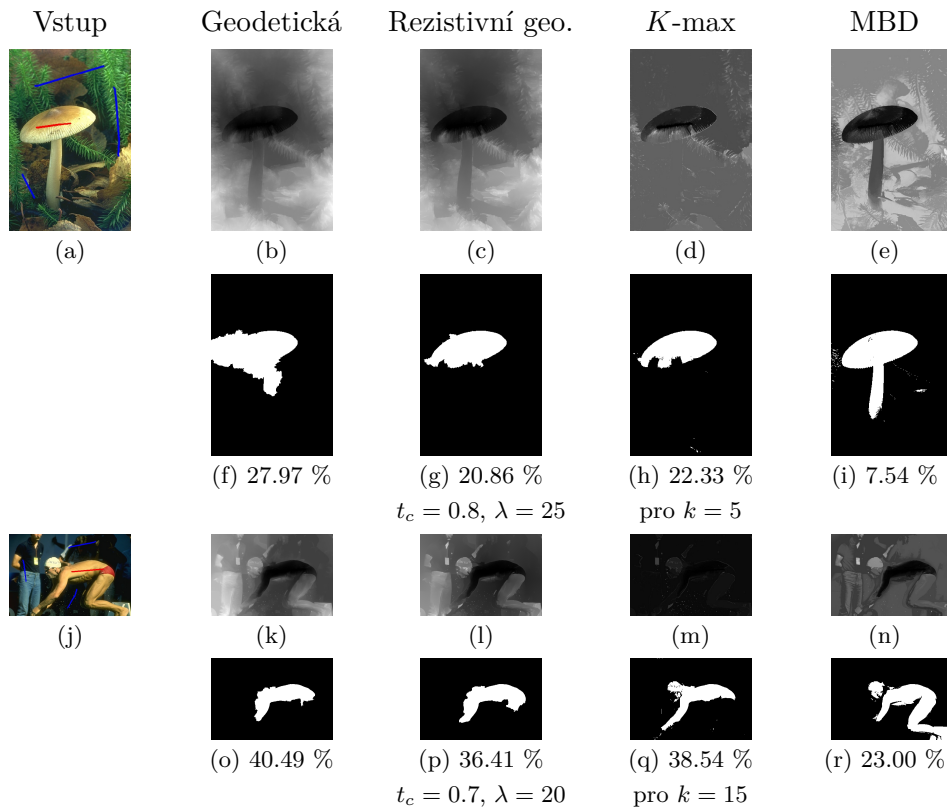 Vstup Geodetická Rezistivní geo. K-max MBD
(a) (b) (c) (d) (e)
(f) 27.97 % (g) 20.86 % (h) 22.33 % (i) 7.54 %
t_c = 0.8, λ = 25 pro k = 5
(j) (k) (l) (m) (n)
(o) 40.49 % (p) 36.41 % (q) 38.54 % (r) 23.00 %
t_c = 0.7, λ = 20 pro k = 15